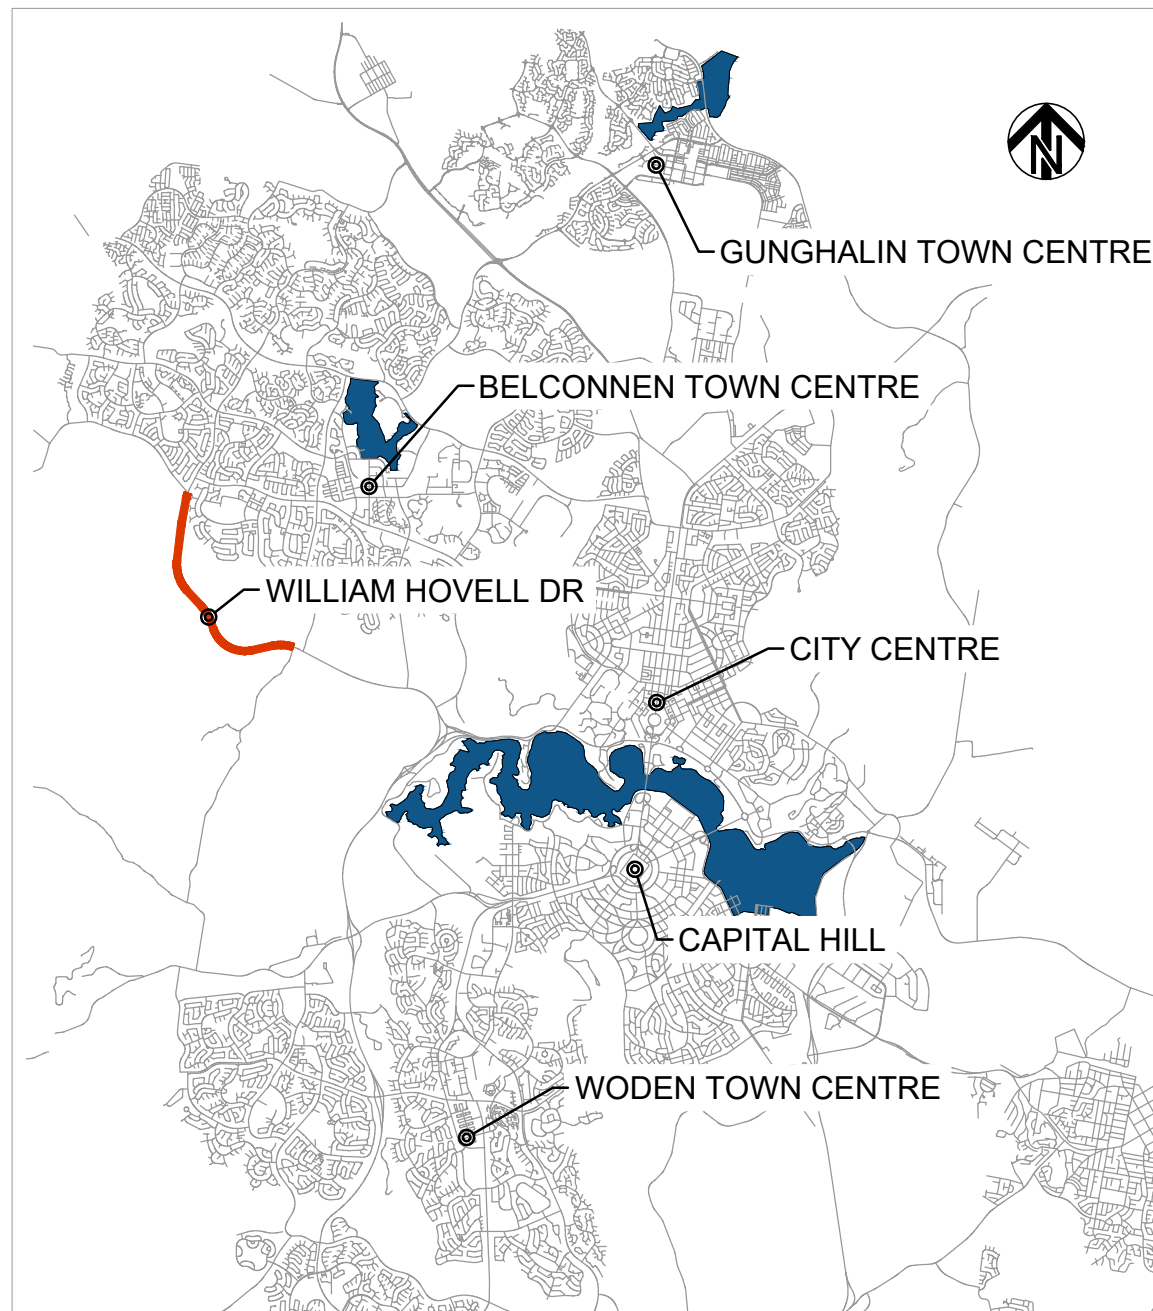 N
GUNGHALIN TOWN CENTRE
BELCONNEN TOWN CENTRE
WILLIAM HOVELL DR
CITY CENTRE
CAPITAL HILL
WODEN TOWN CENTRE